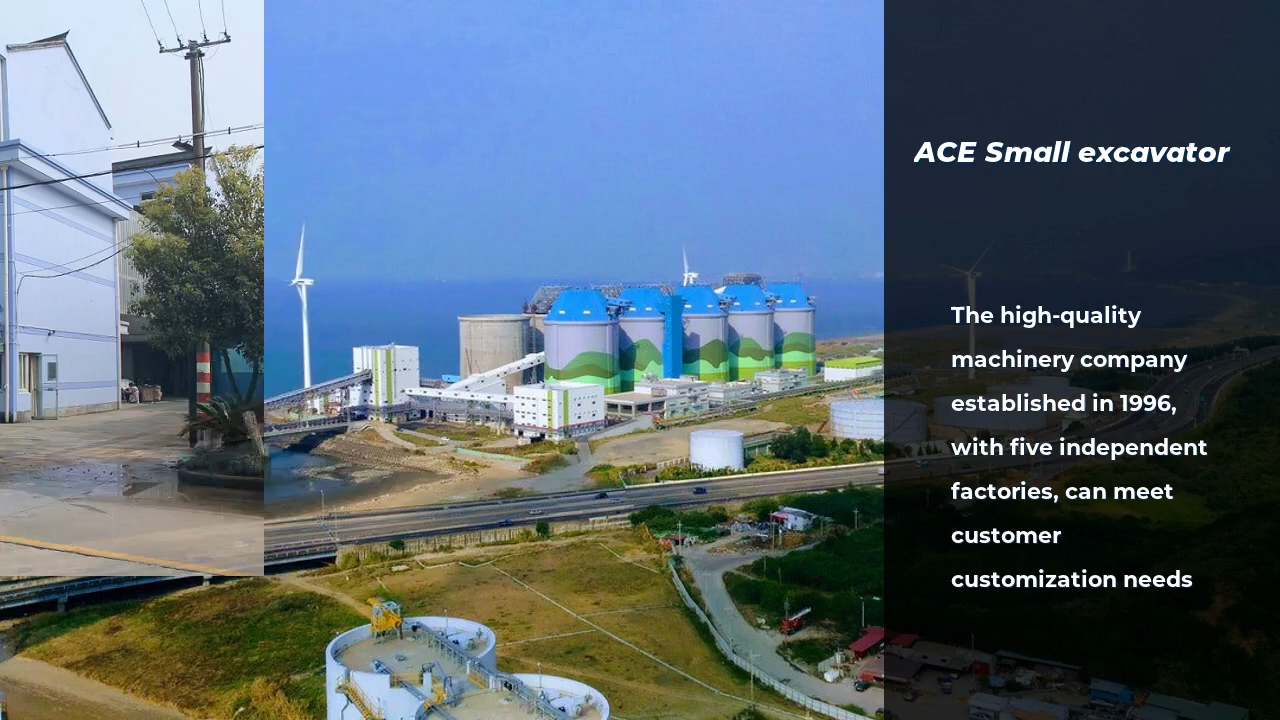 ACE Small excavator
The high-quality
machinery company
established in 1996,
with five independent
factories, can meet
customer
customization needs